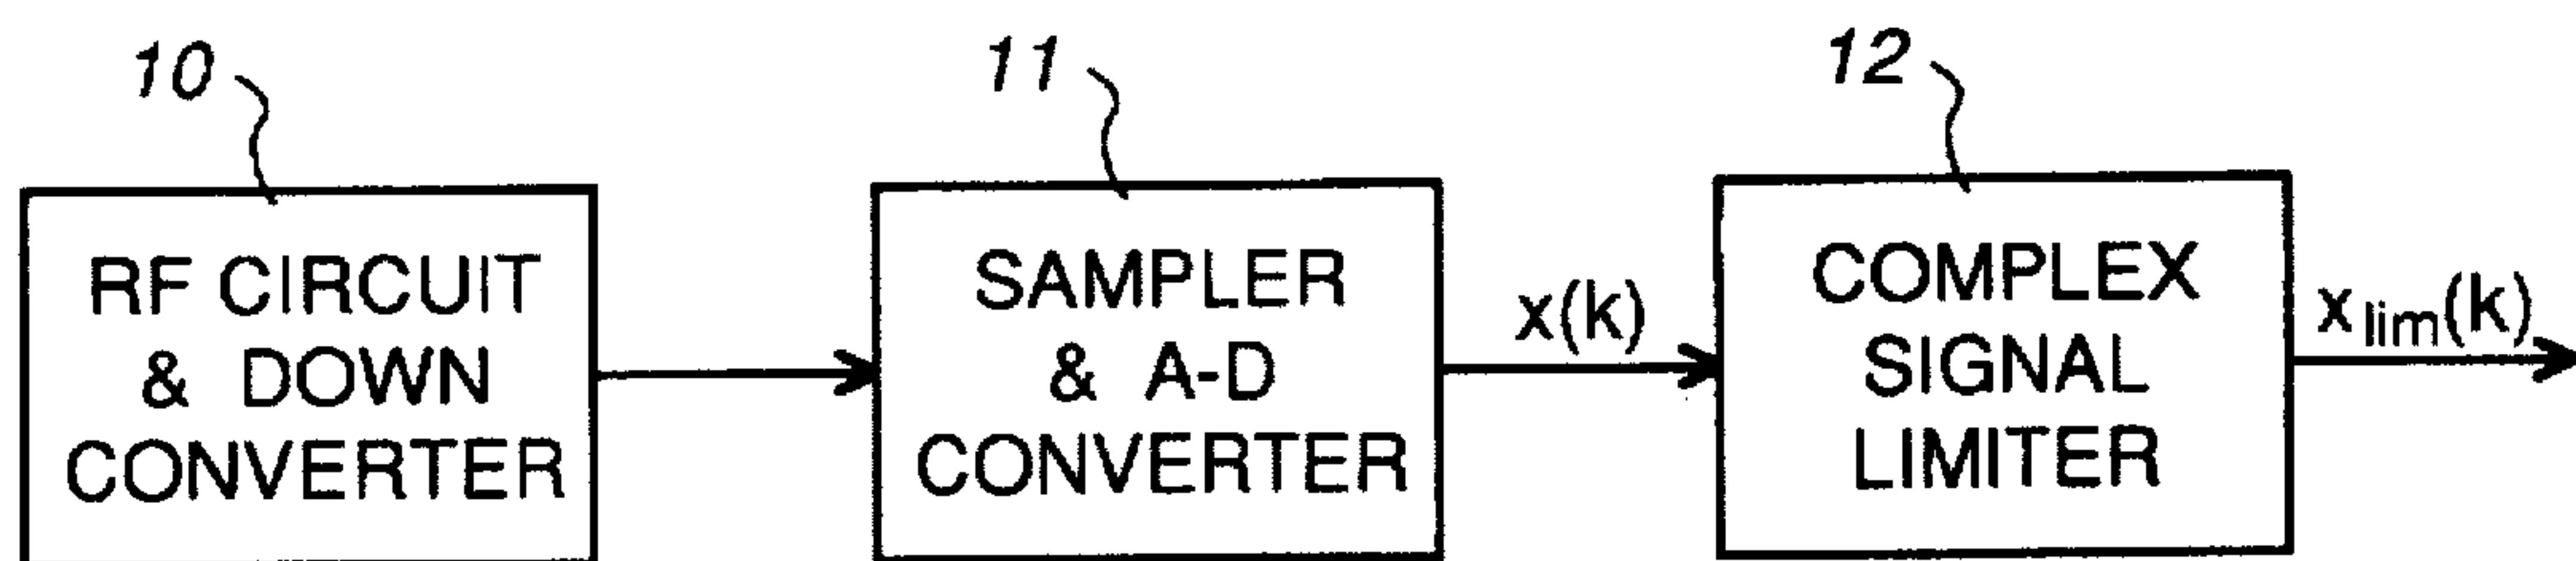 10
RF CIRCUIT
& DOWN
CONVERTER
11
SAMPLER
& A-D
CONVERTER
x(k)
12
COMPLEX
SIGNAL
LIMITER
x lim(k)